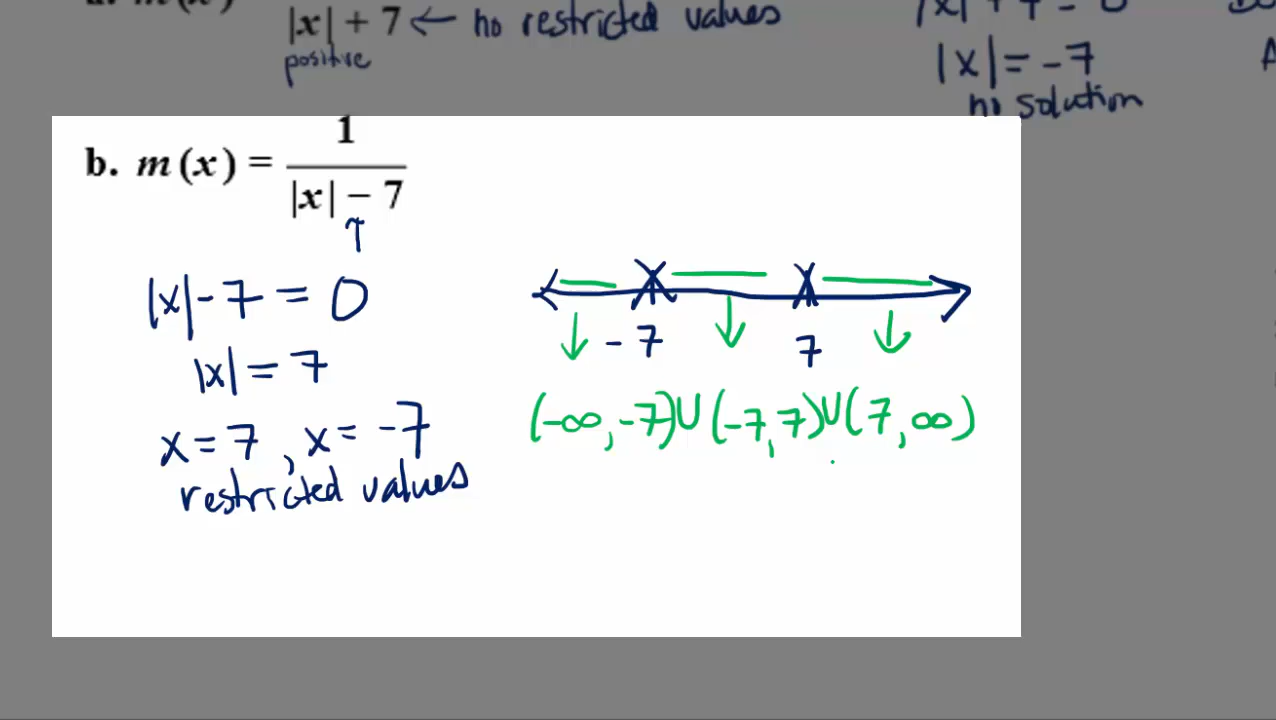 |x| + 7 ← no restricted values
positive
|x| = -7
no solution
b. m(x) = 1 / |x| - 7
|x| - 7 = 0
|x| = 7
x = 7, x = -7
restricted values
-7 7
(-∞, -7) ∪ (-7, 7) ∪ (7, ∞)